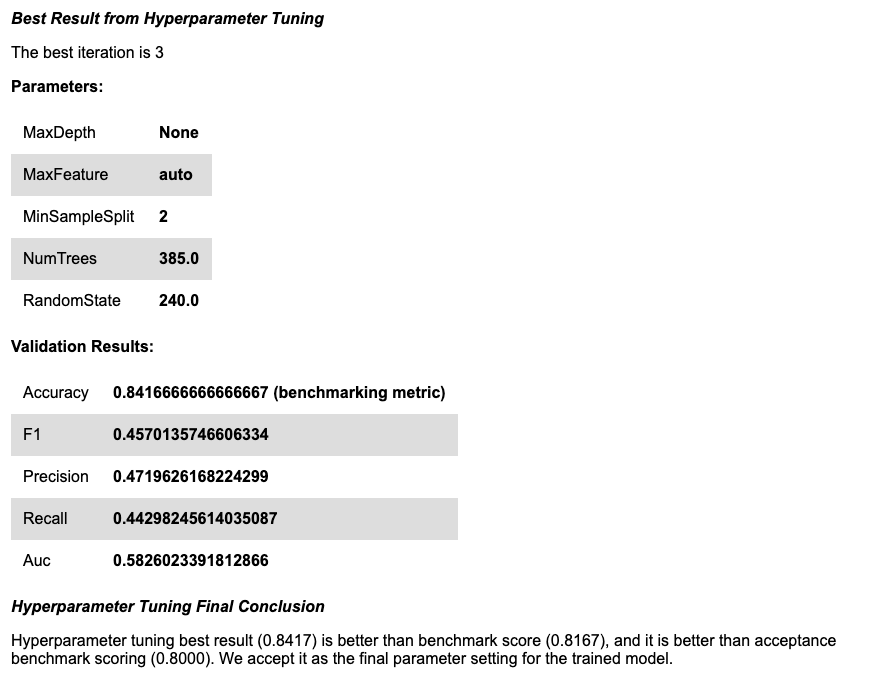 Best Result from Hyperparameter Tuning
The best iteration is 3
Parameters:
MaxDepth None
MaxFeature auto
MinSampleSplit 2
NumTrees 385.0
RandomState 240.0
Validation Results:
Accuracy 0.8416666666666667 (benchmarking metric)
F1 0.4570135746606334
Precision 0.4719626168224299
Recall 0.44298245614035087
Auc 0.5826023391812866
Hyperparameter Tuning Final Conclusion
Hyperparameter tuning best result (0.8417) is better than benchmark score (0.8167), and it is better than acceptance
benchmark scoring (0.8000). We accept it as the final parameter setting for the trained model.